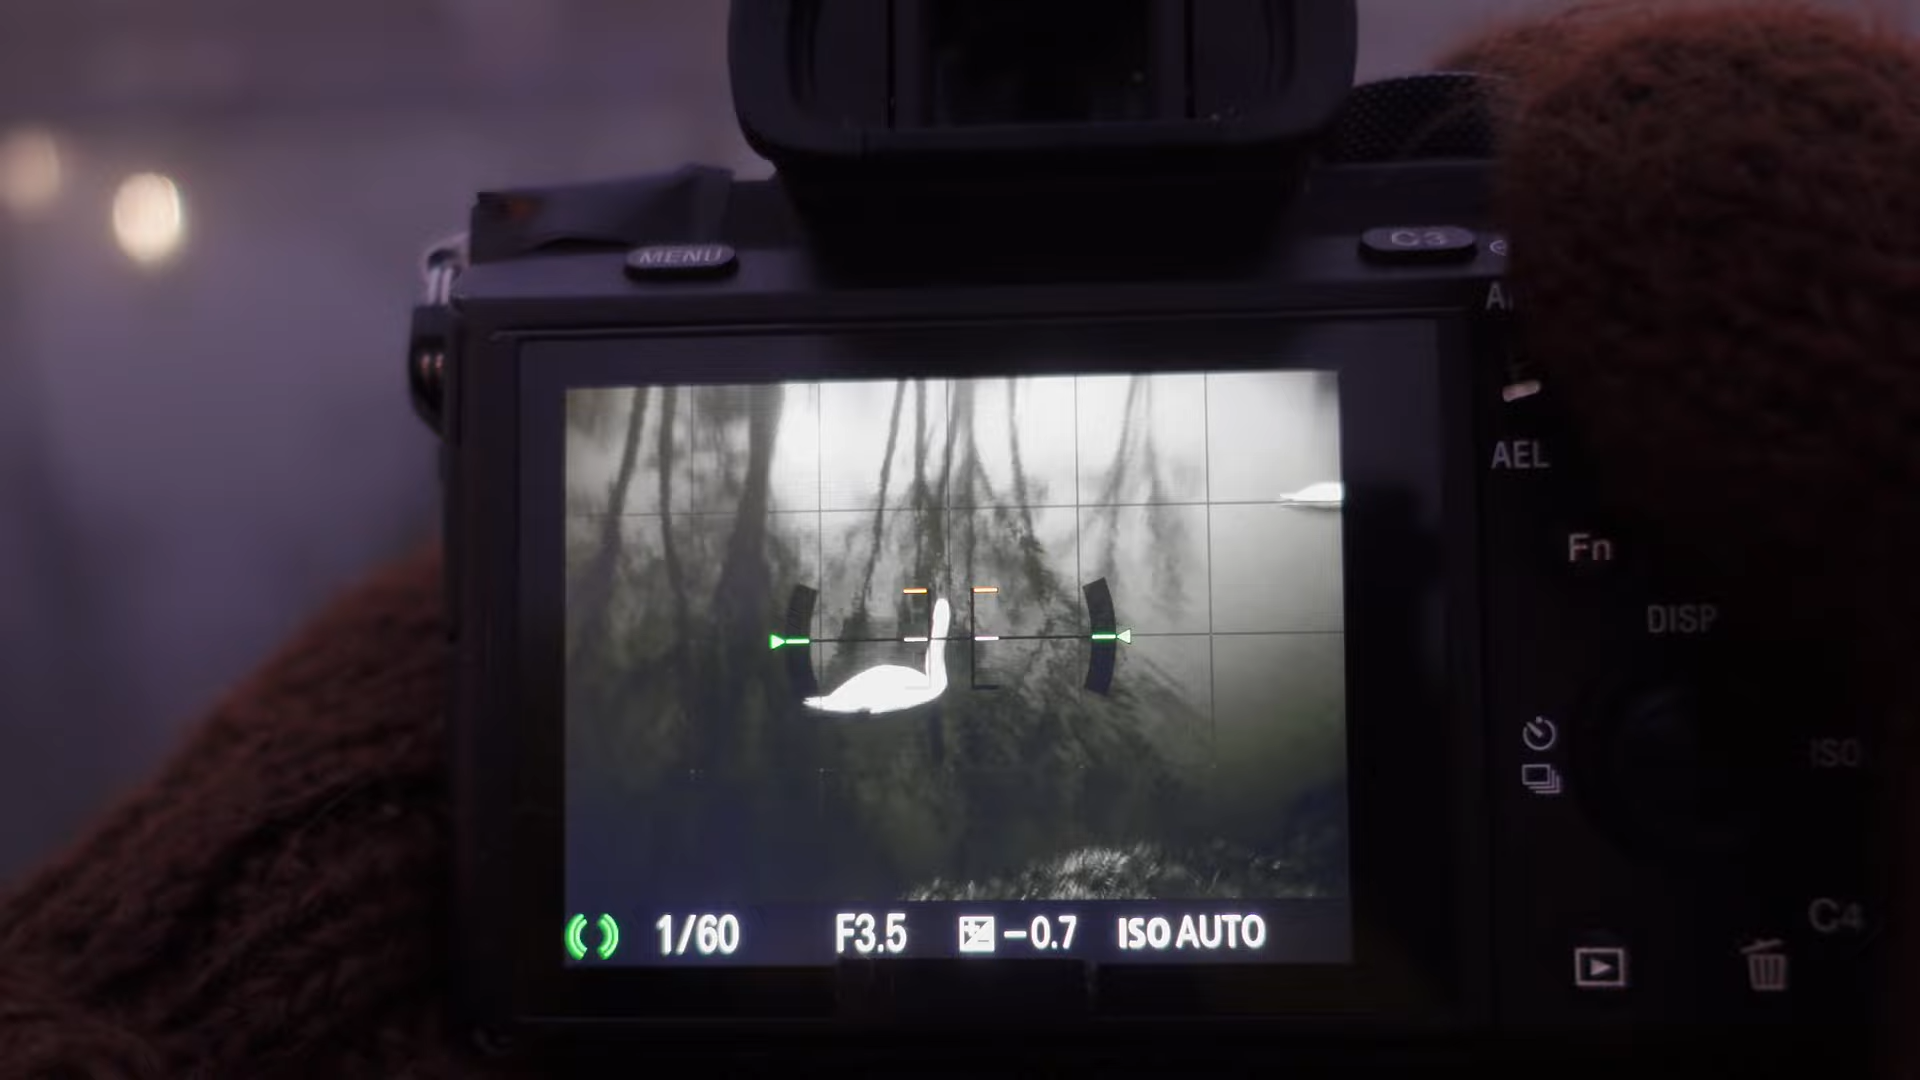 MENU
C3
AEL
Fn
DISP
ISO
C4
1/60 F3.5 −0.7 ISO AUTO